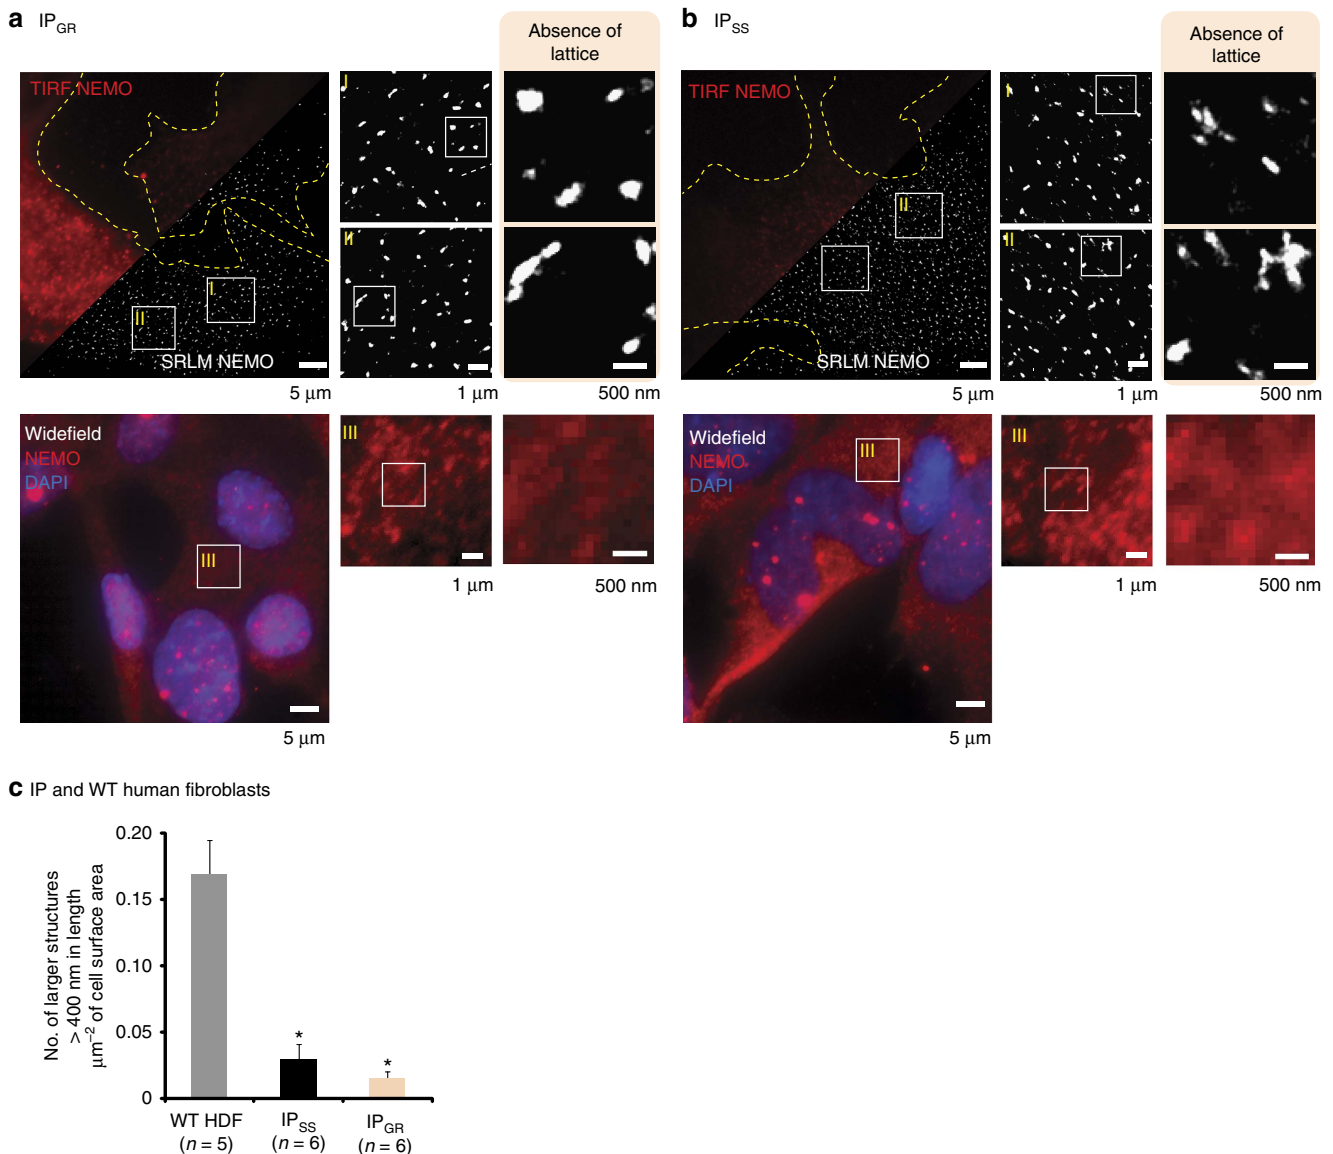 a IPGR
Absence of
lattice
TIRF NEMO
I
II
I
II
SRLM NEMO
5 μm
1 μm
500 nm
Widefield
NEMO
DAPI
III
III
5 μm
1 μm
500 nm
b IPSS
Absence of
lattice
TIRF NEMO
II
I
II
SRLM NEMO
5 μm
1 μm
500 nm
Widefield
NEMO
DAPI
III
III
5 μm
1 μm
500 nm
c IP and WT human fibroblasts
No. of larger structures
> 400 nm in length
μm−2 of cell surface area
0.20
0.15
0.10
0.05
0
*
*
WT HDF
(n = 5)
IPSS
(n = 6)
IPGR
(n = 6)